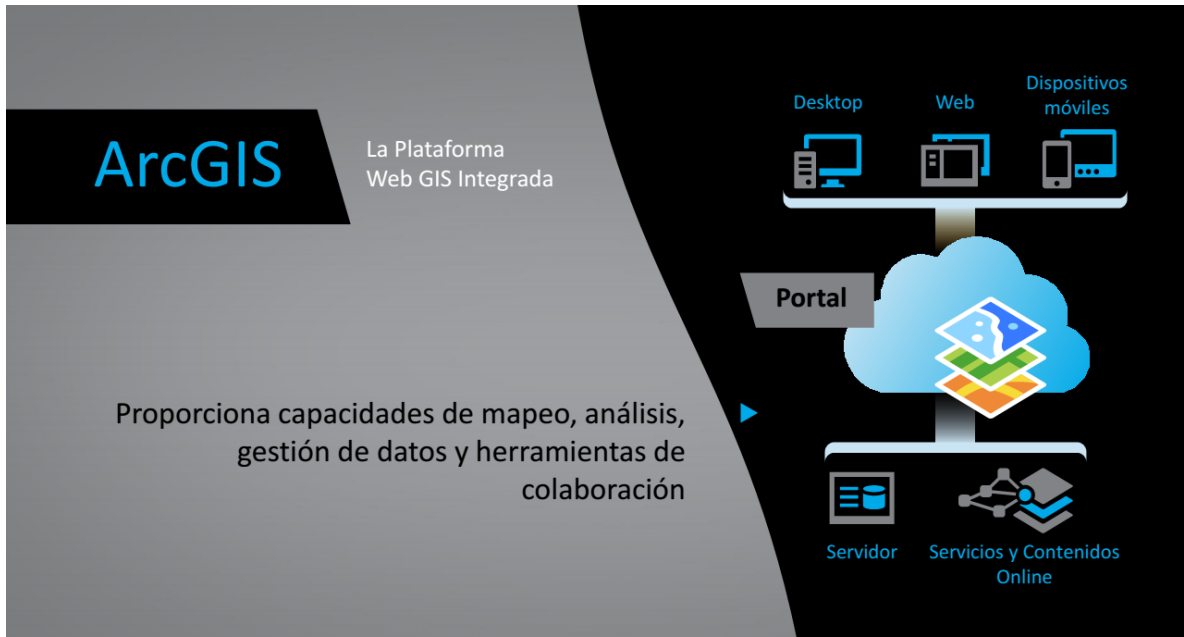 ArcGIS
La Plataforma
Web GIS Integrada
Proporciona capacidades de mapeo, análisis,
gestión de datos y herramientas de
colaboración
Desktop
Web
Dispositivos
móviles
Portal
Servidor
Servicios y Contenidos
Online